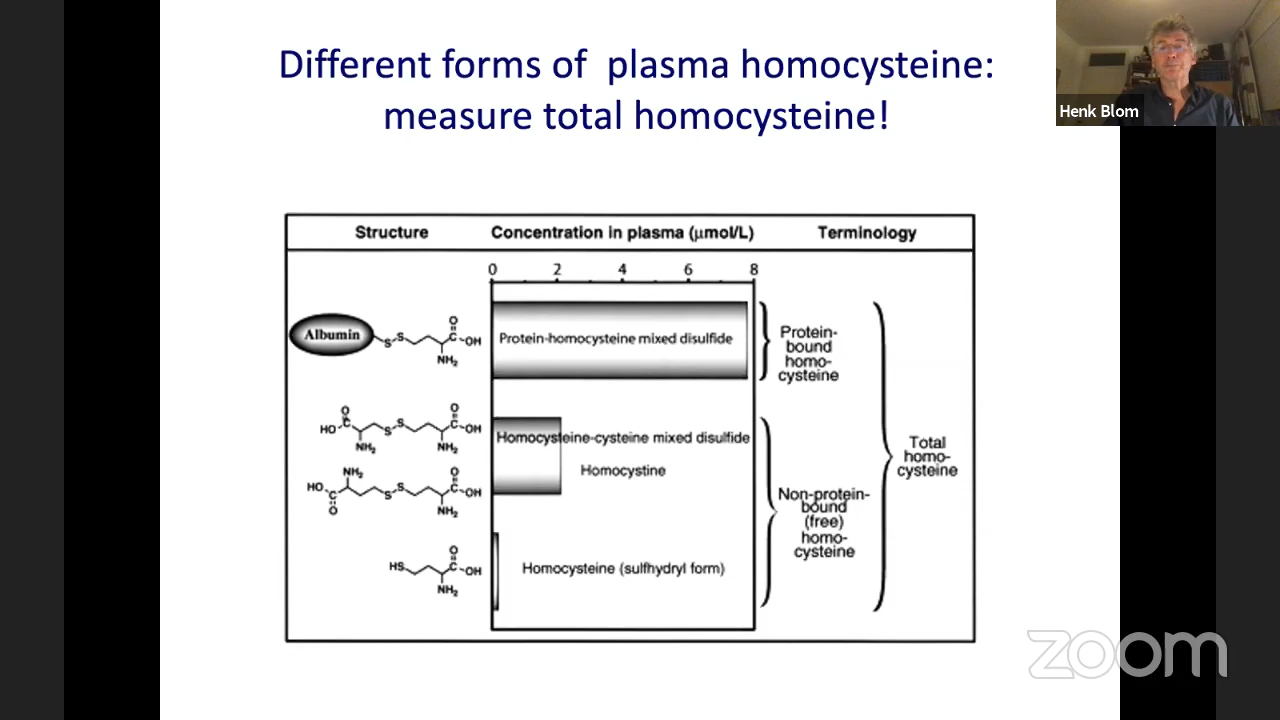 Different forms of plasma homocysteine:
measure total homocysteine!
Henk Blom
Structure
Concentration in plasma (μmol/L)
Terminology
0 2 4 6 8
Albumin
S S C O OH
NH₂
Protein-homocysteine mixed disulfide
Protein-
bound
homo-
cysteine
O HO C S S C O OH
NH₂ NH₂
Homocysteine-cysteine mixed disulfide
Homocystine
NH₂
HO C O S S C O OH
NH₂
Non-protein-
bound
(free)
homo-
cysteine
Total
homo-
cysteine
HS C O OH
NH₂
Homocysteine (sulfhydryl form)
zoom